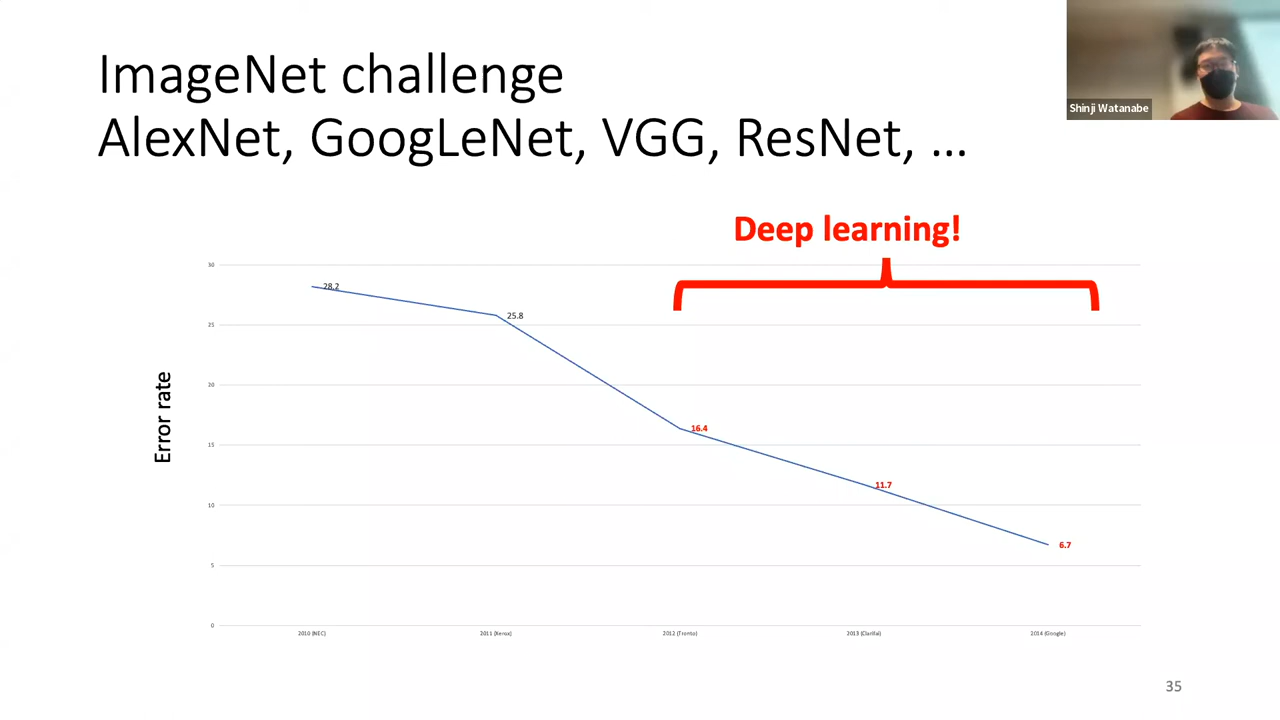 ImageNet challenge
AlexNet, GoogLeNet, VGG, ResNet, ...
Shinji Watanabe
Deep learning!
Error rate
30
25
20
15
10
5
0
28.2
25.8
16.4
11.7
6.7
2010 (NEC)
2011 (Xerox)
2012 (Tronto)
2013 (Clarifai)
2014 (Google)
35